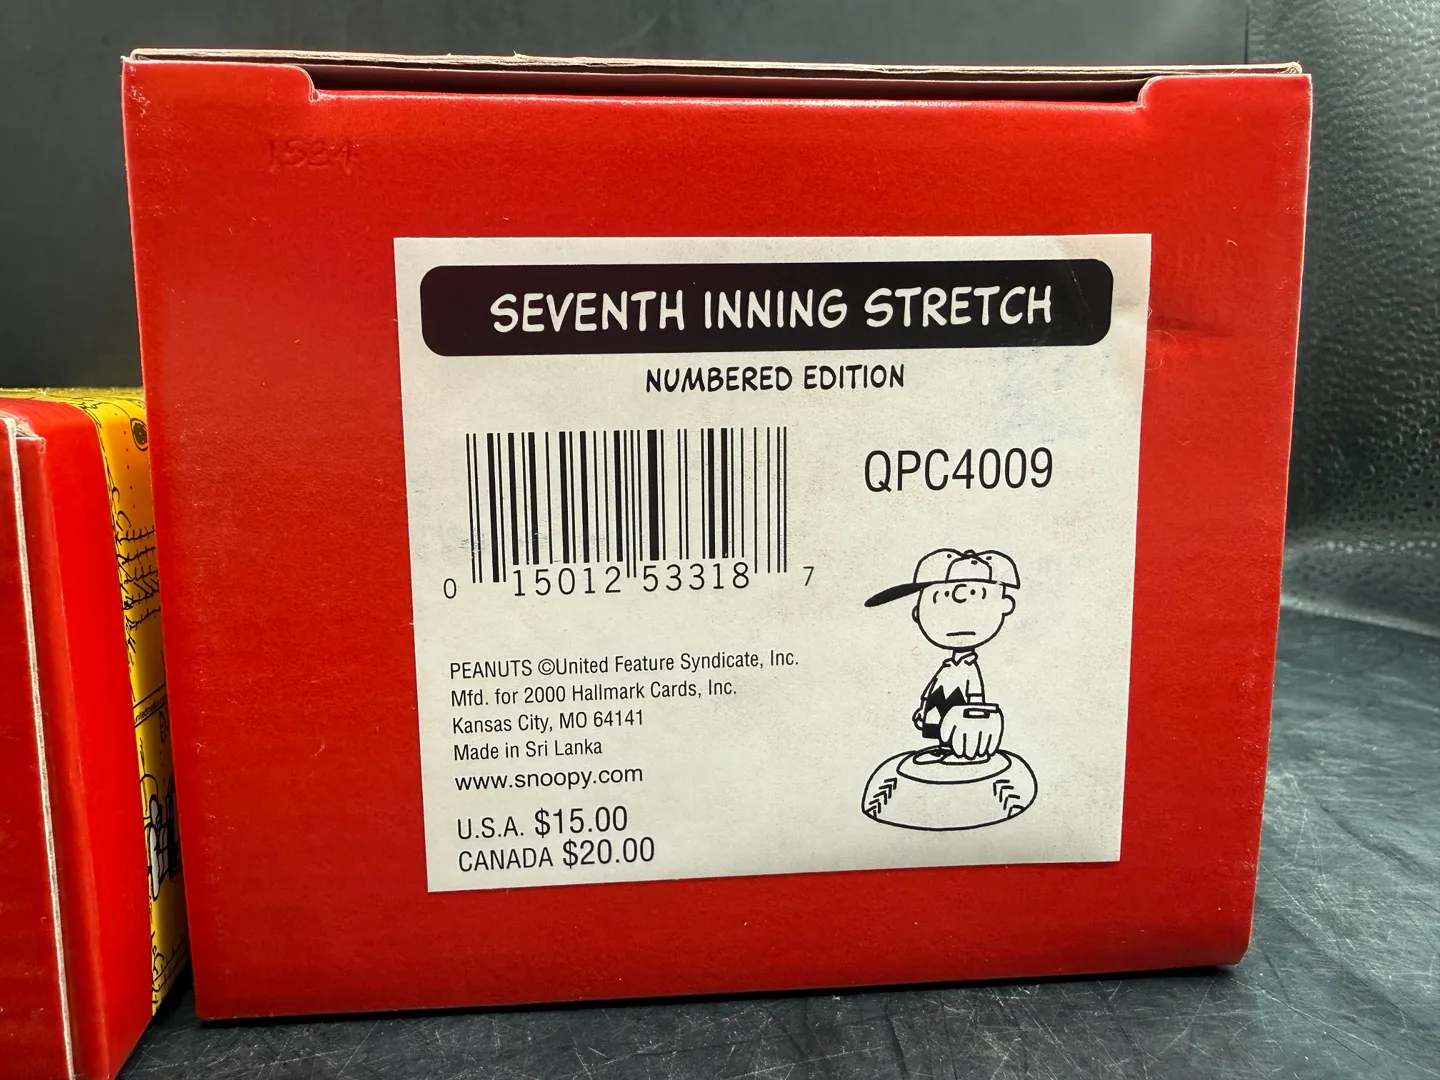 1534
SEVENTH INNING STRETCH
NUMBERED EDITION
QPC4009
0 15012 53318 7
PEANUTS ©United Feature Syndicate, Inc.
Mfd. for 2000 Hallmark Cards, Inc.
Kansas City, MO 64141
Made in Sri Lanka
www.snoopy.com
U.S.A. $15.00
CANADA $20.00